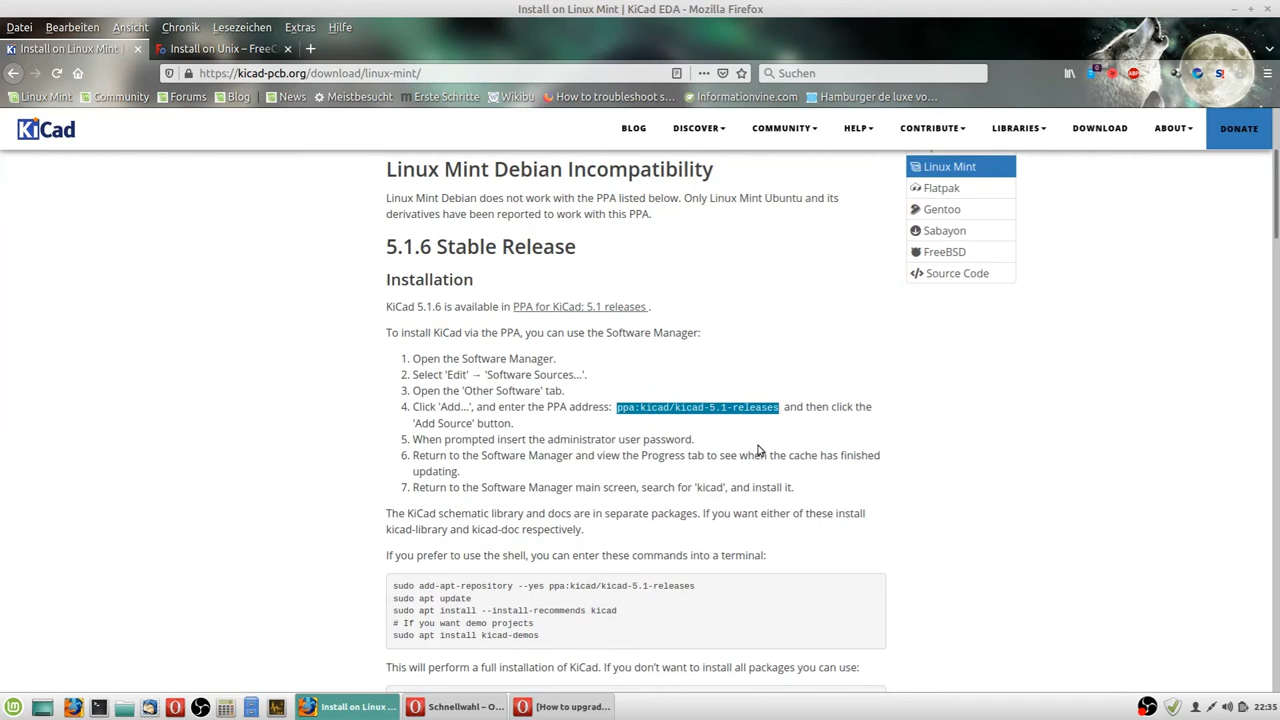 Install on Linux Mint | KiCad EDA - Mozilla Firefox
Datei Bearbeiten Ansicht Chronik Lesezeichen Extras Hilfe
Install on Linux Mint | Install on Unix – FreeC
https://kicad-pcb.org/download/linux-mint/ Suchen
Linux Mint Community Forums Blog News Meistbesucht Erste Schritte Wikibu How to troubleshoot s... Informationvine.com Hamburger de luxe vo...
KiCad BLOG DISCOVER COMMUNITY HELP CONTRIBUTE LIBRARIES DOWNLOAD ABOUT DONATE
Linux Mint Debian Incompatibility
Linux Mint Debian does not work with the PPA listed below. Only Linux Mint Ubuntu and its
derivatives have been reported to work with this PPA.
5.1.6 Stable Release
Installation
KiCad 5.1.6 is available in PPA for KiCad: 5.1 releases .
To install KiCad via the PPA, you can use the Software Manager:
1. Open the Software Manager.
2. Select 'Edit' → 'Software Sources...'.
3. Open the 'Other Software' tab.
4. Click 'Add...', and enter the PPA address: ppa:kicad/kicad-5.1-releases and then click the
'Add Source' button.
5. When prompted insert the administrator user password.
6. Return to the Software Manager and view the Progress tab to see when the cache has finished
updating.
7. Return to the Software Manager main screen, search for 'kicad', and install it.
The KiCad schematic library and docs are in separate packages. If you want either of these install
kicad-library and kicad-doc respectively.
If you prefer to use the shell, you can enter these commands into a terminal:
sudo add-apt-repository --yes ppa:kicad/kicad-5.1-releases
sudo apt update
sudo apt install --install-recommends kicad
# If you want demo projects
sudo apt install kicad-demos
This will perform a full installation of KiCad. If you don't want to install all packages you can use:
Linux Mint
Flatpak
Gentoo
Sabayon
FreeBSD
Source Code
Install on Linux ... Schnellwahl – O... [How to upgrad... 22:35